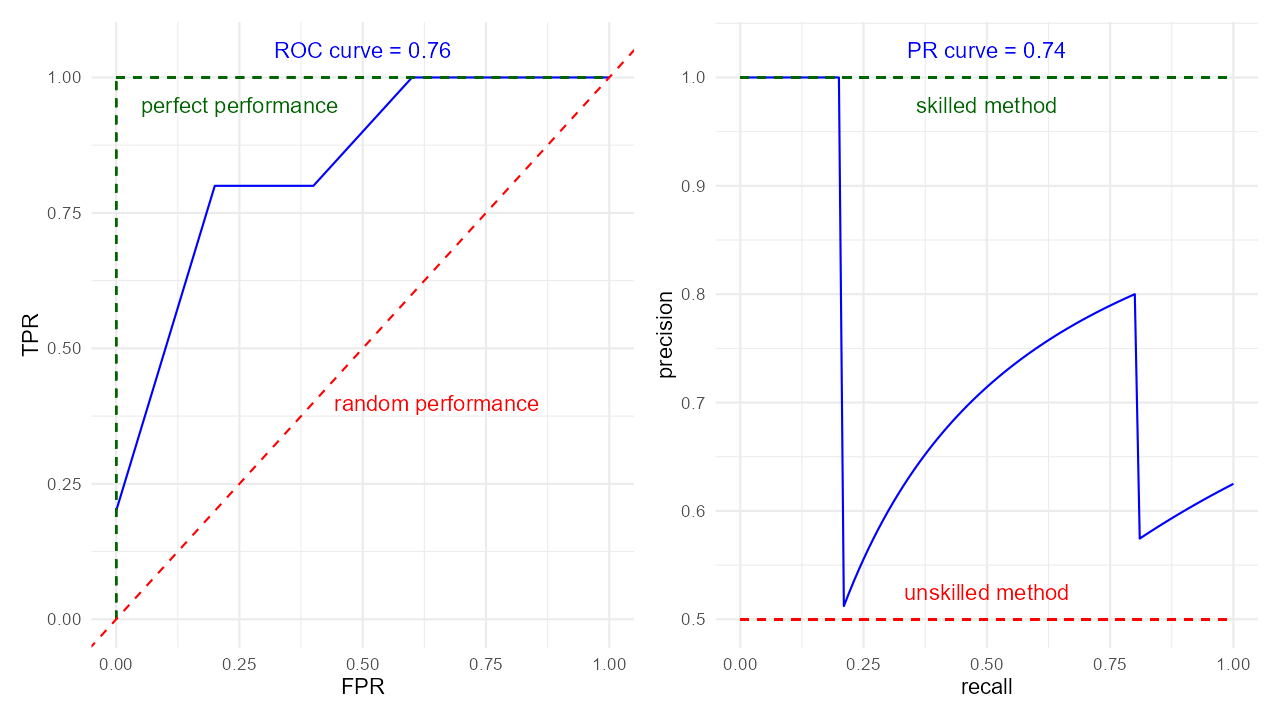 ROC curve = 0.76
1.00
perfect performance
0.75
TPR
0.50
random performance
0.25
0.00
0.00 0.25 0.50 0.75 1.00
FPR
PR curve = 0.74
1.0
skilled method
0.9
0.8
precision
0.7
0.6
unskilled method
0.5
0.00 0.25 0.50 0.75 1.00
recall